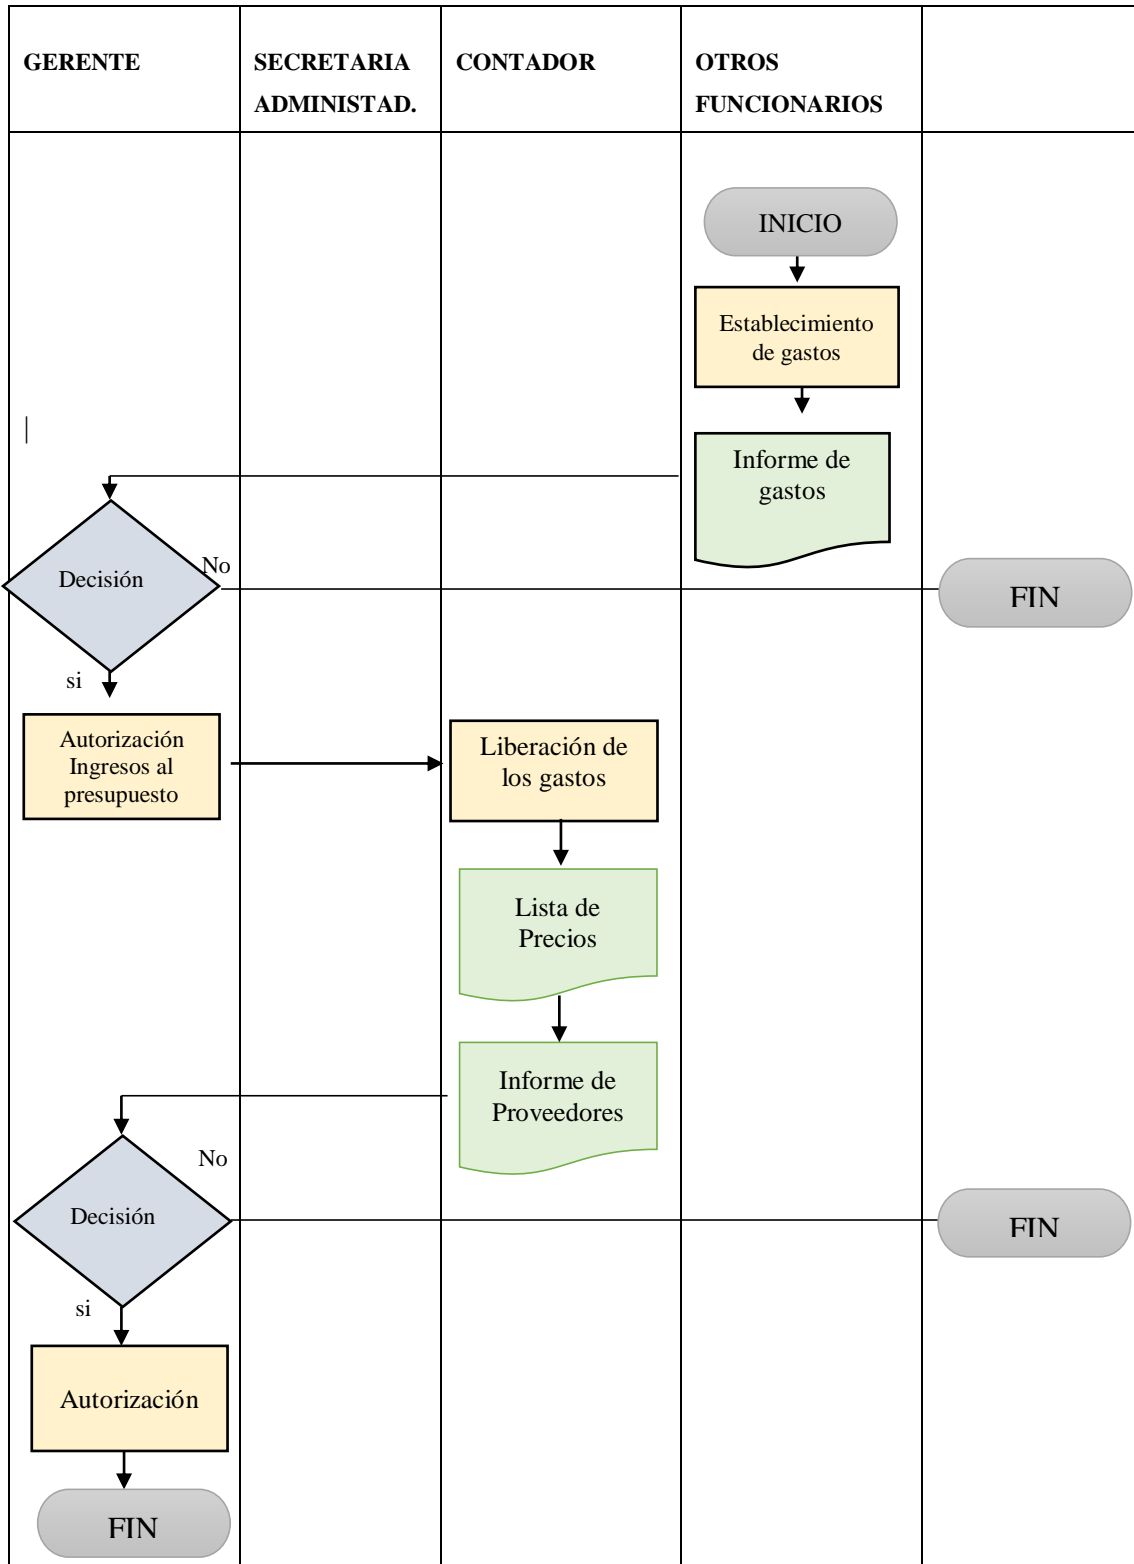 GERENTE
SECRETARIA
ADMINISTAD.
CONTADOR
OTROS
FUNCIONARIOS
INICIO
Establecimiento
de gastos
Informe de
gastos
Decisión
No
FIN
si
Autorización
Ingresos al
presupuesto
Liberación de
los gastos
Lista de
Precios
Informe de
Proveedores
No
Decisión
FIN
si
Autorización
FIN